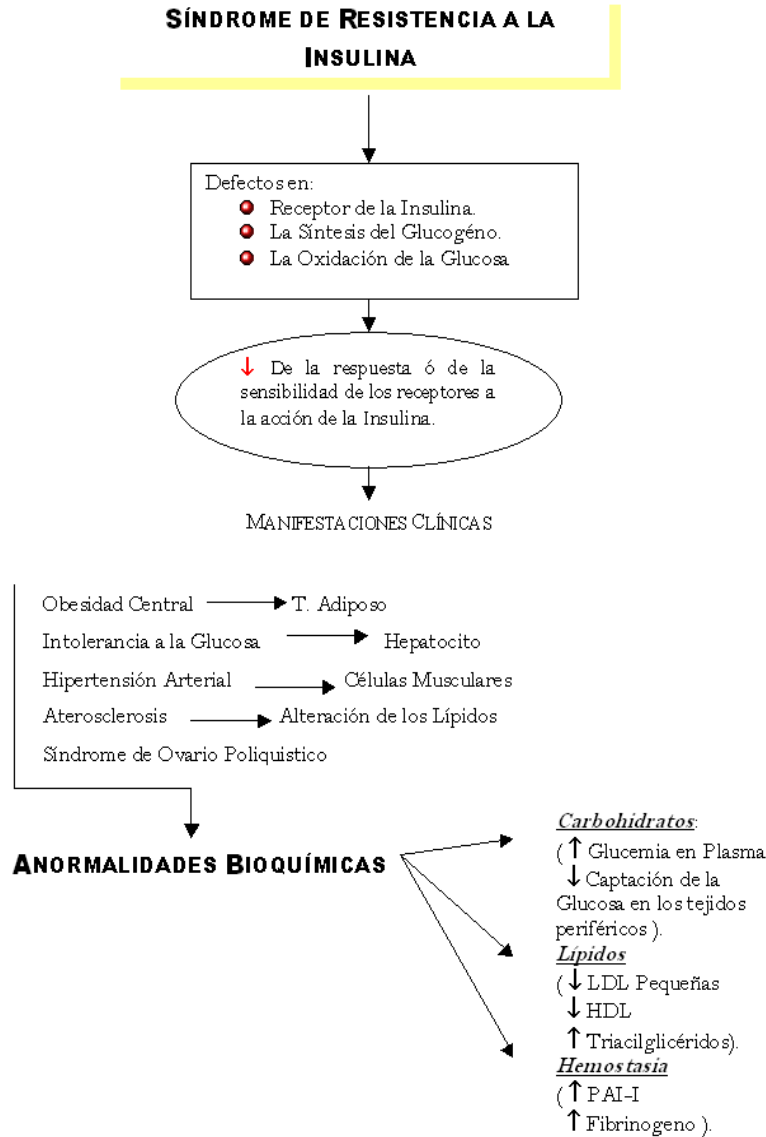 SÍNDROME DE RESISTENCIA A LA
INSULINA
Defectos en:
Receptor de la Insulina.
La Síntesis del Glucogéno.
La Oxidación de la Glucosa
↓ De la respuesta ó de la
sensibilidad de los receptores a
la acción de la Insulina.
MANIFESTACIONES CLÍNICAS
Obesidad Central → T. Adiposo
Intolerancia a la Glucosa → Hepatocito
Hipertensión Arterial → Células Musculares
Aterosclerosis → Alteración de los Lípidos
Síndrome de Ovario Poliquistico
ANORMALIDADES BIOQUÍMICAS
Carbohidratos:
(↑ Glucemia en Plasma
↓ Captación de la
Glucosa en los tejidos
periféricos ).
Lípidos
(↓ LDL Pequeñas
↓ HDL
↑ Triacilglicéridos).
Hemostasia
(↑ PAI-I
↑ Fibrinogeno ).